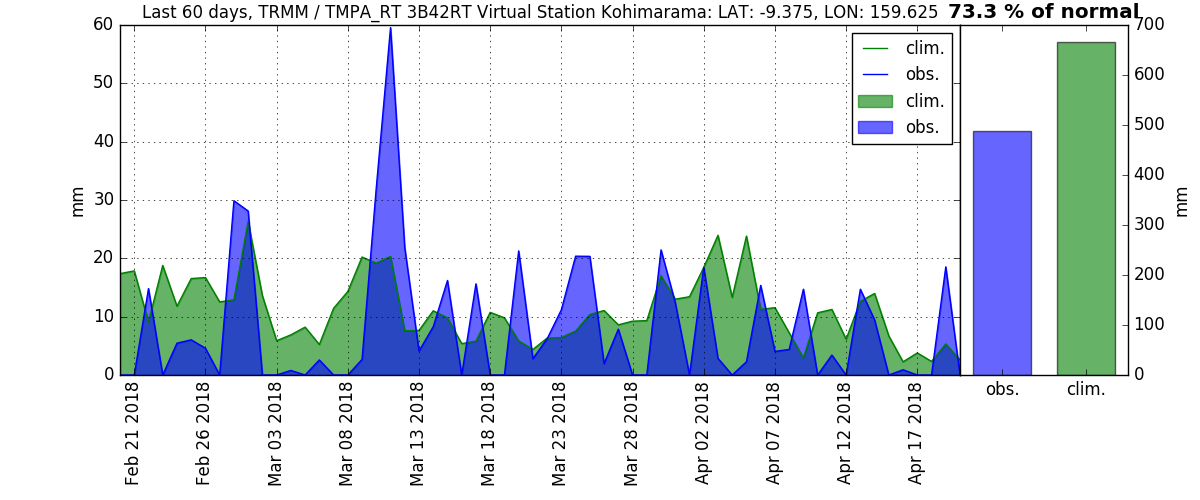 Last 60 days, TRMM / TMPA_RT 3B42RT Virtual Station Kohimarama: LAT: -9.375, LON: 159.625 73.3 % of normal
60
50
40
30
20
10
0
mm
clim.
obs.
clim.
obs.
700
600
500
400
300
200
100
0
mm
Feb 21 2018
Feb 26 2018
Mar 03 2018
Mar 08 2018
Mar 13 2018
Mar 18 2018
Mar 23 2018
Mar 28 2018
Apr 02 2018
Apr 07 2018
Apr 12 2018
Apr 17 2018
obs.
clim.